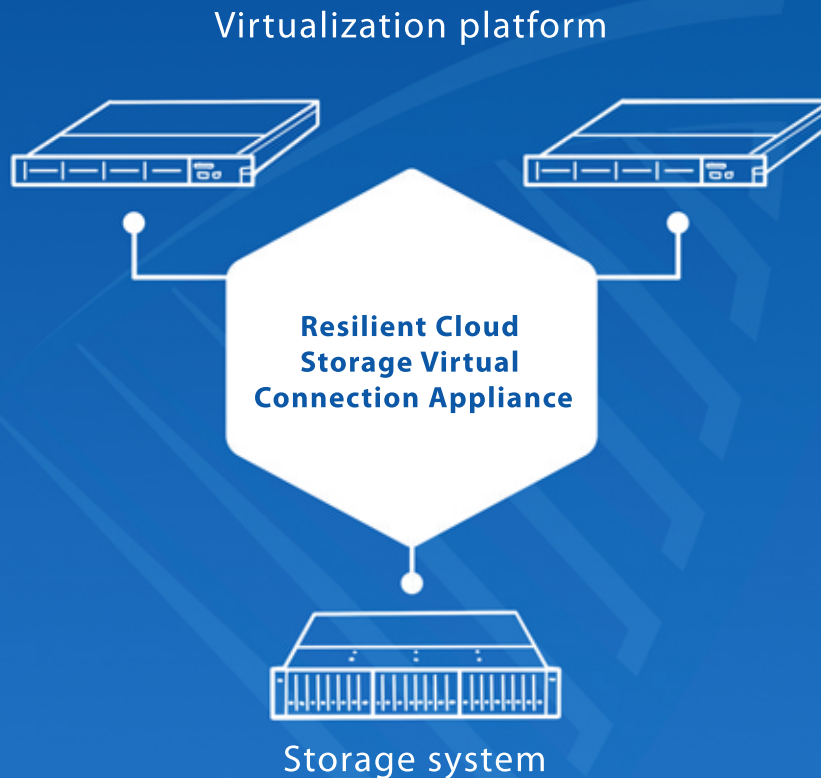 Virtualization platform
Resilient Cloud
Storage Virtual
Connection Appliance
Storage system